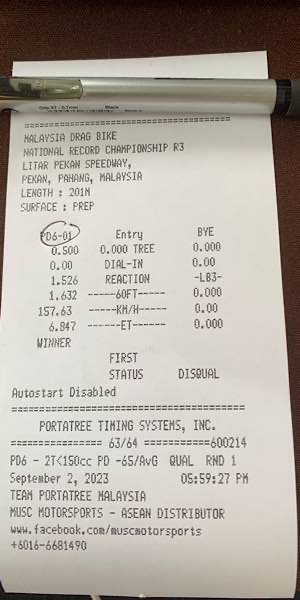 MALAYSIA DRAG BIKE
NATIONAL RECORD CHAMPIONSHIP R3
LITAR PEKAN SPEEDWAY,
PEKAN, PAHANG, MALAYSIA
LENGTH : 201M
SURFACE : PREP
PD6-01 Entry BYE
0.500 0.000 TREE 0.000
0.00 DIAL-IN 0.00
1.526 REACTION -LB3-
1.632 ------60FT----- 0.000
157.63 -----KM/H----- 0.00
6.847 ------ET----- 0.000
WINNER
FIRST
STATUS DISQUAL
Autostart Disabled
========================================
PORTATREE TIMING SYSTEMS, INC.
=============== 63/64 ===========600214
PD6 - 2T<150cc PD -65/AvG QUAL RND 1
September 2, 2023 05:59:27 PM
TEAM PORTATREE MALAYSIA
MUSC MOTORSPORTS - ASEAN DISTRIBUTOR
www.facebook.com/muscmotorsports
+6016-6681490